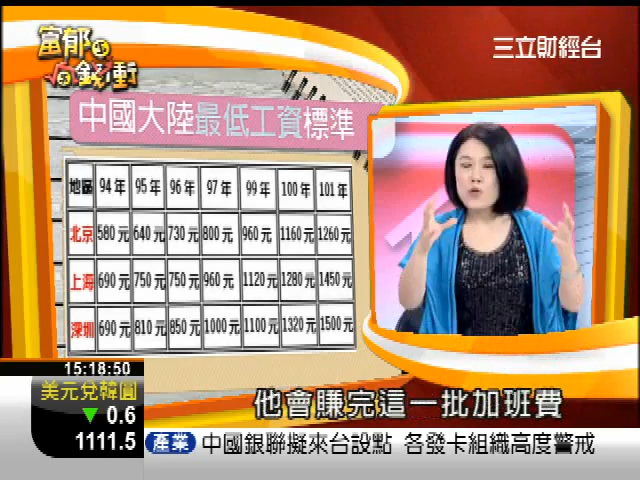 富郁
向錢衝
三立財經台
中國大陸最低工資標準
地區 94年 95年 96年 97年 99年 100年 101年
北京 580元 640元 730元 800元 960元 1160元 1260元
上海 690元 750元 750元 960元 1120元 1280元 1450元
深圳 690元 810元 850元 1000元 1100元 1320元 1500元
15:18:50
美元兌韓圜
▼ 0.6
1111.5
他會賺完這一批加班費
產業 中國銀聯擬來台設點 各發卡組織高度警戒